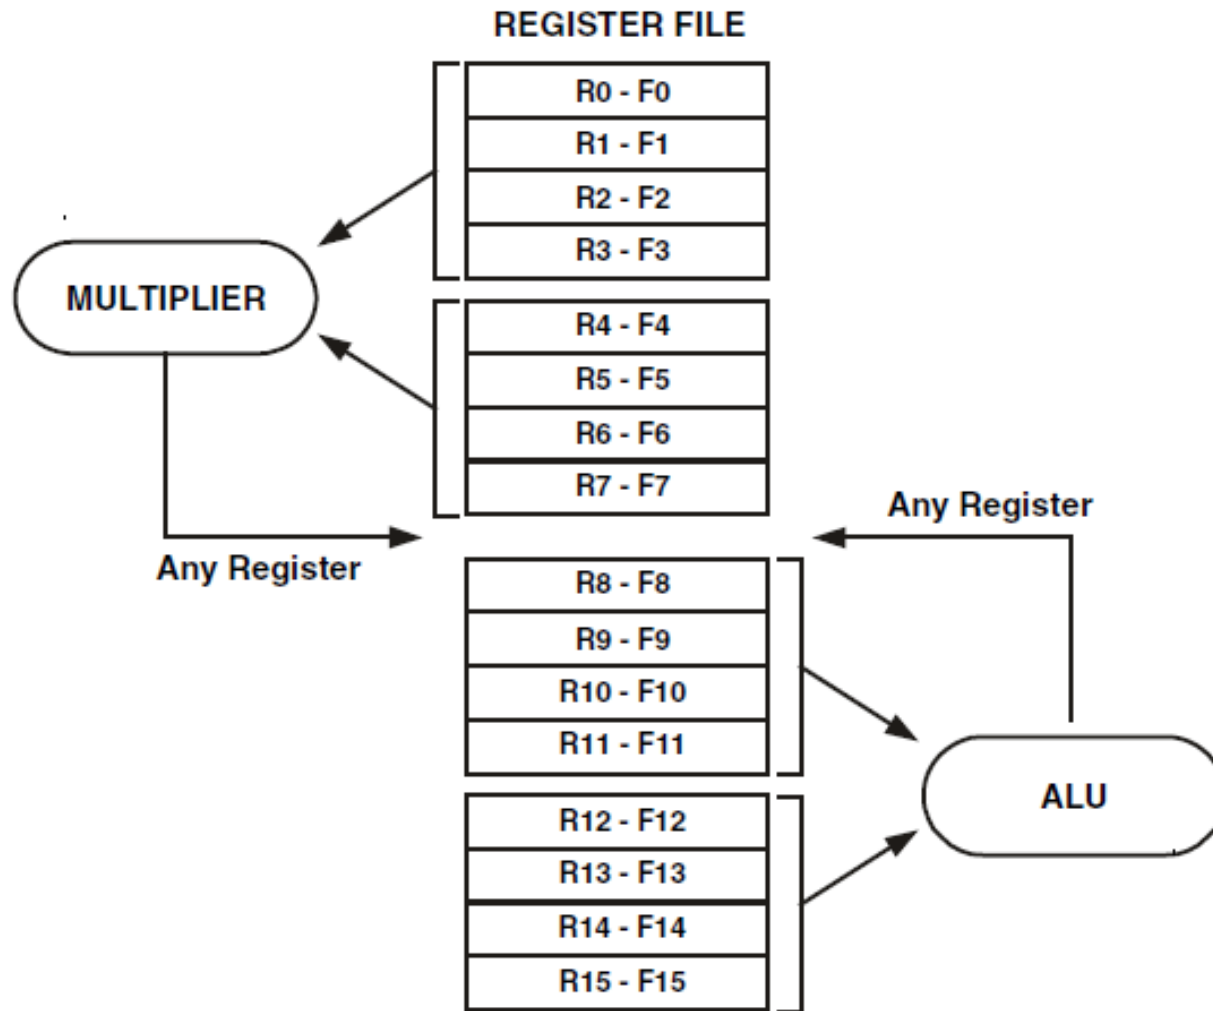 REGISTER FILE
R0 - F0
R1 - F1
R2 - F2
R3 - F3
MULTIPLIER
R4 - F4
R5 - F5
R6 - F6
R7 - F7
Any Register
Any Register
R8 - F8
R9 - F9
R10 - F10
R11 - F11
ALU
R12 - F12
R13 - F13
R14 - F14
R15 - F15